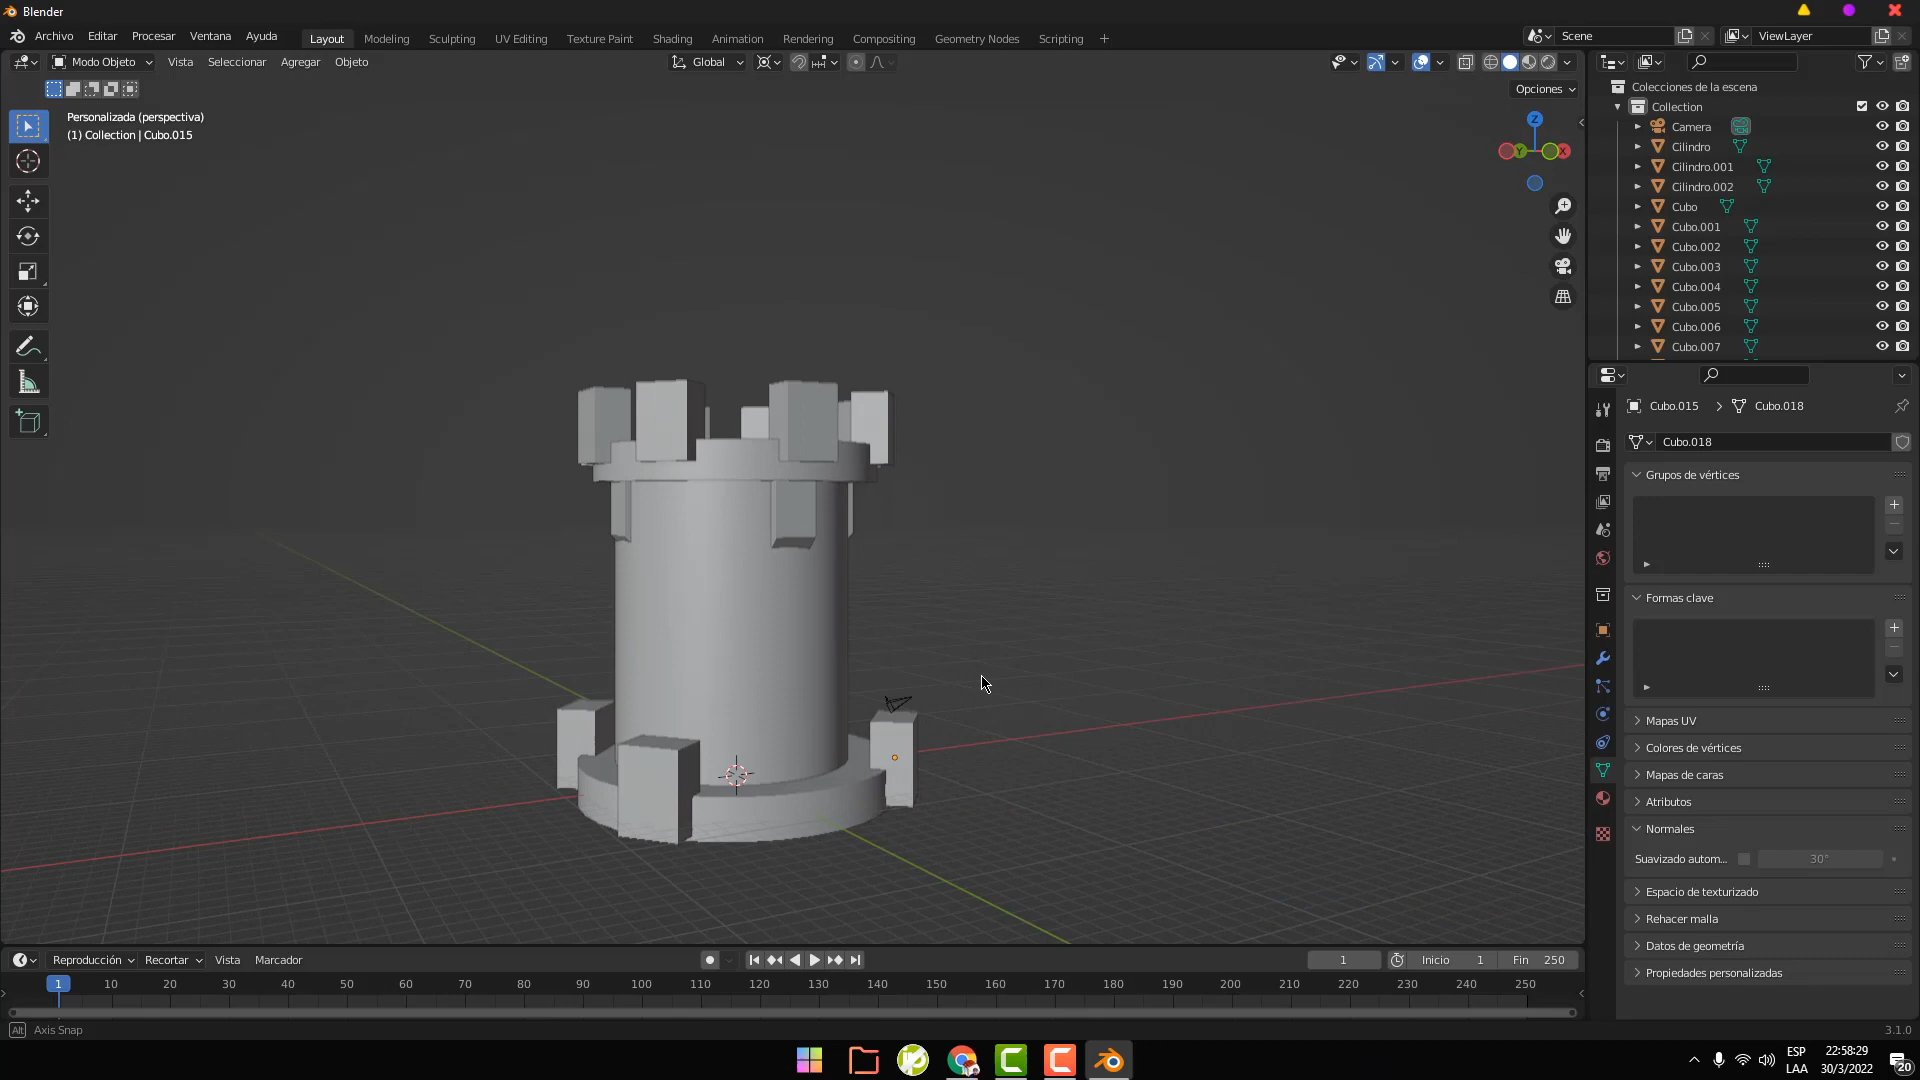 Blender
Archivo Editar Procesar Ventana Ayuda Layout Modeling Sculpting UV Editing Texture Paint Shading Animation Rendering Compositing Geometry Nodes Scripting + Scene ViewLayer
Modo Objeto Vista Seleccionar Agregar Objeto Global
Opciones
Personalizada (perspectiva)
(1) Collection | Cubo.015
Z
Y X
Colecciones de la escena
Collection
Camera
Cilindro
Cilindro.001
Cilindro.002
Cubo
Cubo.001
Cubo.002
Cubo.003
Cubo.004
Cubo.005
Cubo.006
Cubo.007
Cubo.015 > Cubo.018
Cubo.018
Grupos de vértices
Formas clave
Mapas UV
Colores de vértices
Mapas de caras
Atributos
Normales
Suavizado autom... 30°
Espacio de texturizado
Rehacer malla
Datos de geometría
Propiedades personalizadas
Reproducción Recortar Vista Marcador 1 Inicio 1 Fin 250
1 10 20 30 40 50 60 70 80 90 100 110 120 130 140 150 160 170 180 190 200 210 220 230 240 250
Alt Axis Snap 3.1.0
ESP
LAA
22:58:29
30/3/2022
20